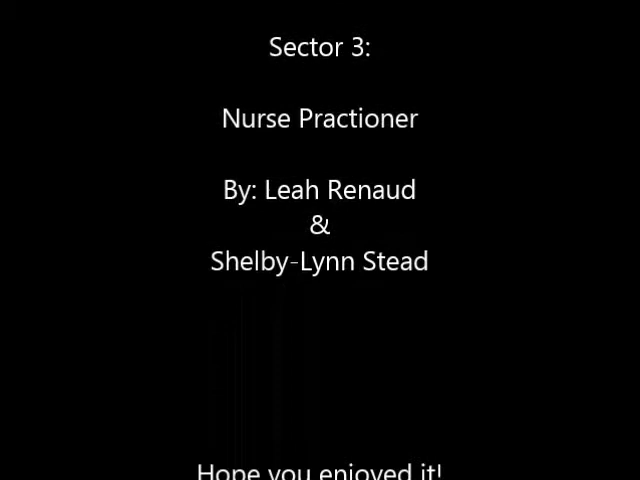 Sector 3:
Nurse Practioner
By: Leah Renaud
&
Shelby-Lynn Stead
Hope you enjoyed it!